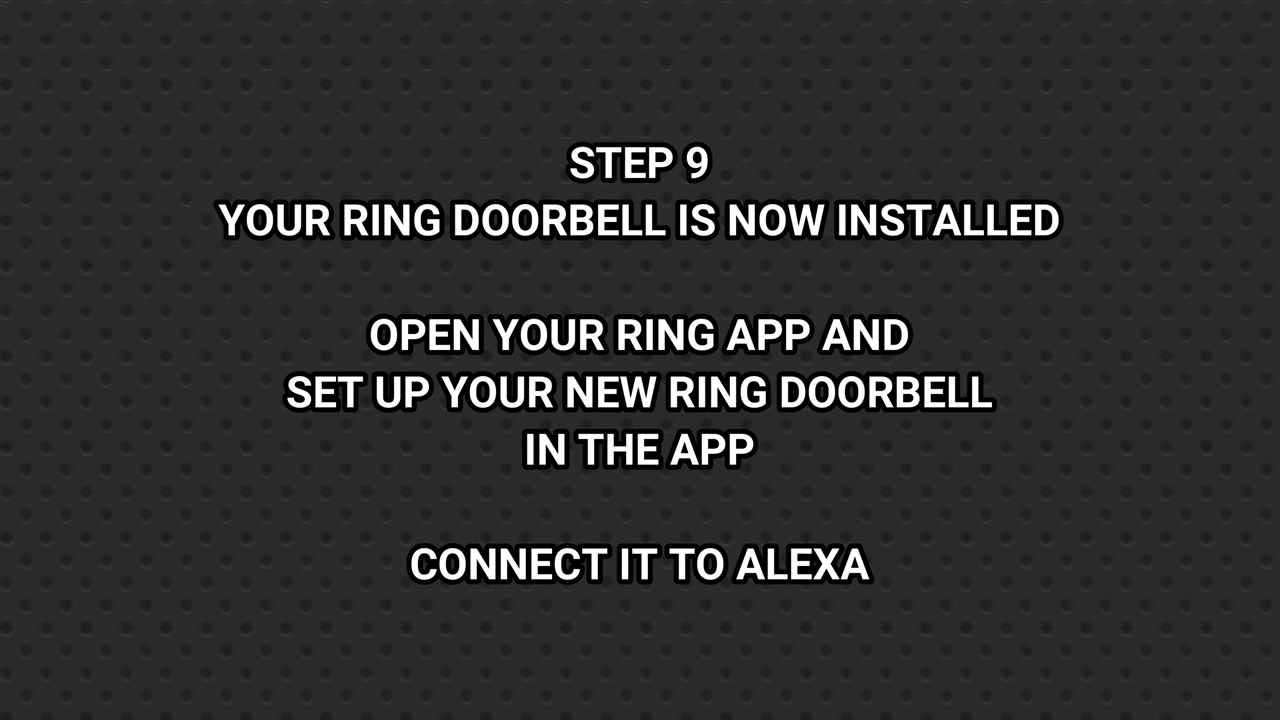 STEP 9
YOUR RING DOORBELL IS NOW INSTALLED
OPEN YOUR RING APP AND
SET UP YOUR NEW RING DOORBELL
IN THE APP
CONNECT IT TO ALEXA